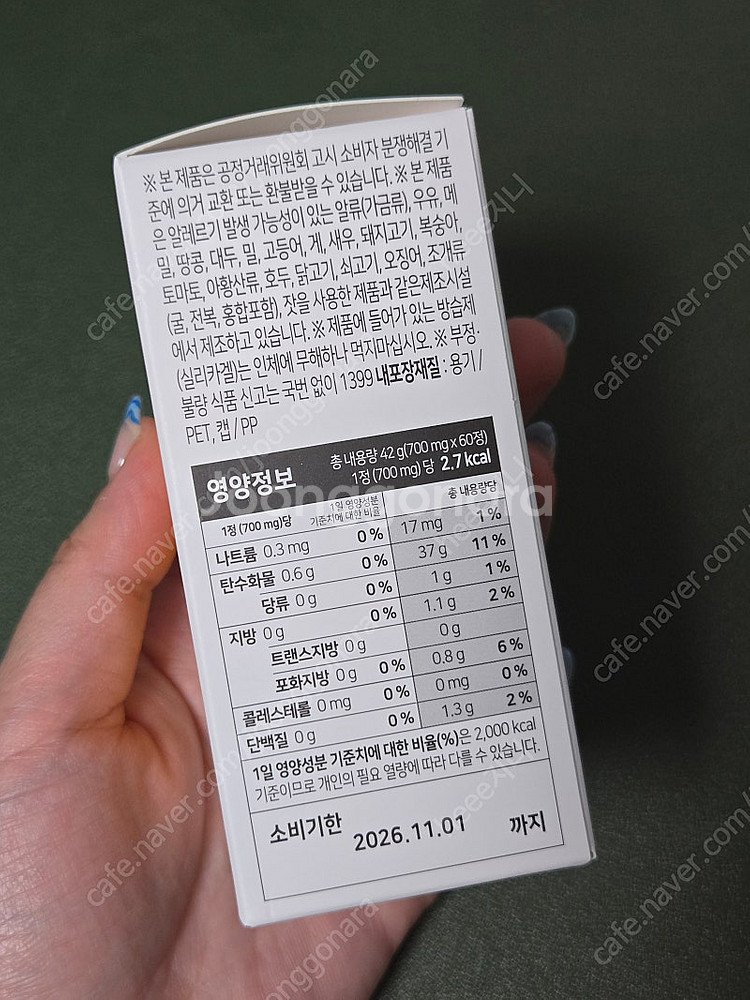 ※ 본 제품은 공정거래위원회 고시 소비자 분쟁해결 기
준에 의거 교환 또는 환불받을 수 있습니다. ※ 본 제품
은 알레르기 발생 가능성이 있는 알류(가금류), 우유, 메
밀, 땅콩, 대두, 밀, 고등어, 게, 새우, 돼지고기, 복숭아,
토마토, 아황산류, 호두, 닭고기, 쇠고기, 오징어, 조개류
(굴, 전복, 홍합포함), 잣을 사용한 제품과 같은제조시설
에서 제조하고 있습니다. ※ 제품에 들어가 있는 방습제
(실리카겔)는 인체에 무해하나 먹지마십시오. ※ 부정·
불량 식품 신고는 국번 없이 1399 내포장재질 : 용기 /
PET, 캡 / PP
영양정보
총 내용량 42 g(700 mg x 60정)
1정 (700 mg) 당 2.7 kcal
1정 (700 mg)당 1일 영양성분 기준치에 대한 비율 총 내용량당
나트륨 0.3 mg 0 % 17 mg 1 %
탄수화물 0.6 g 0 % 37 g 11 %
당류 0 g 0 % 1 g 1 %
지방 0 g 0 % 1.1 g 2 %
트랜스지방 0 g 0 g
포화지방 0 g 0 % 0.8 g 6 %
콜레스테롤 0 mg 0 % 0 mg 0 %
단백질 0 g 0 % 1.3 g 2 %
1일 영양성분 기준치에 대한 비율(%)은 2,000 kcal
기준이므로 개인의 필요 열량에 따라 다를 수 있습니다.
소비기한 2026.11.01 까지
joonggonara
cafe.naver.com/joonggonara